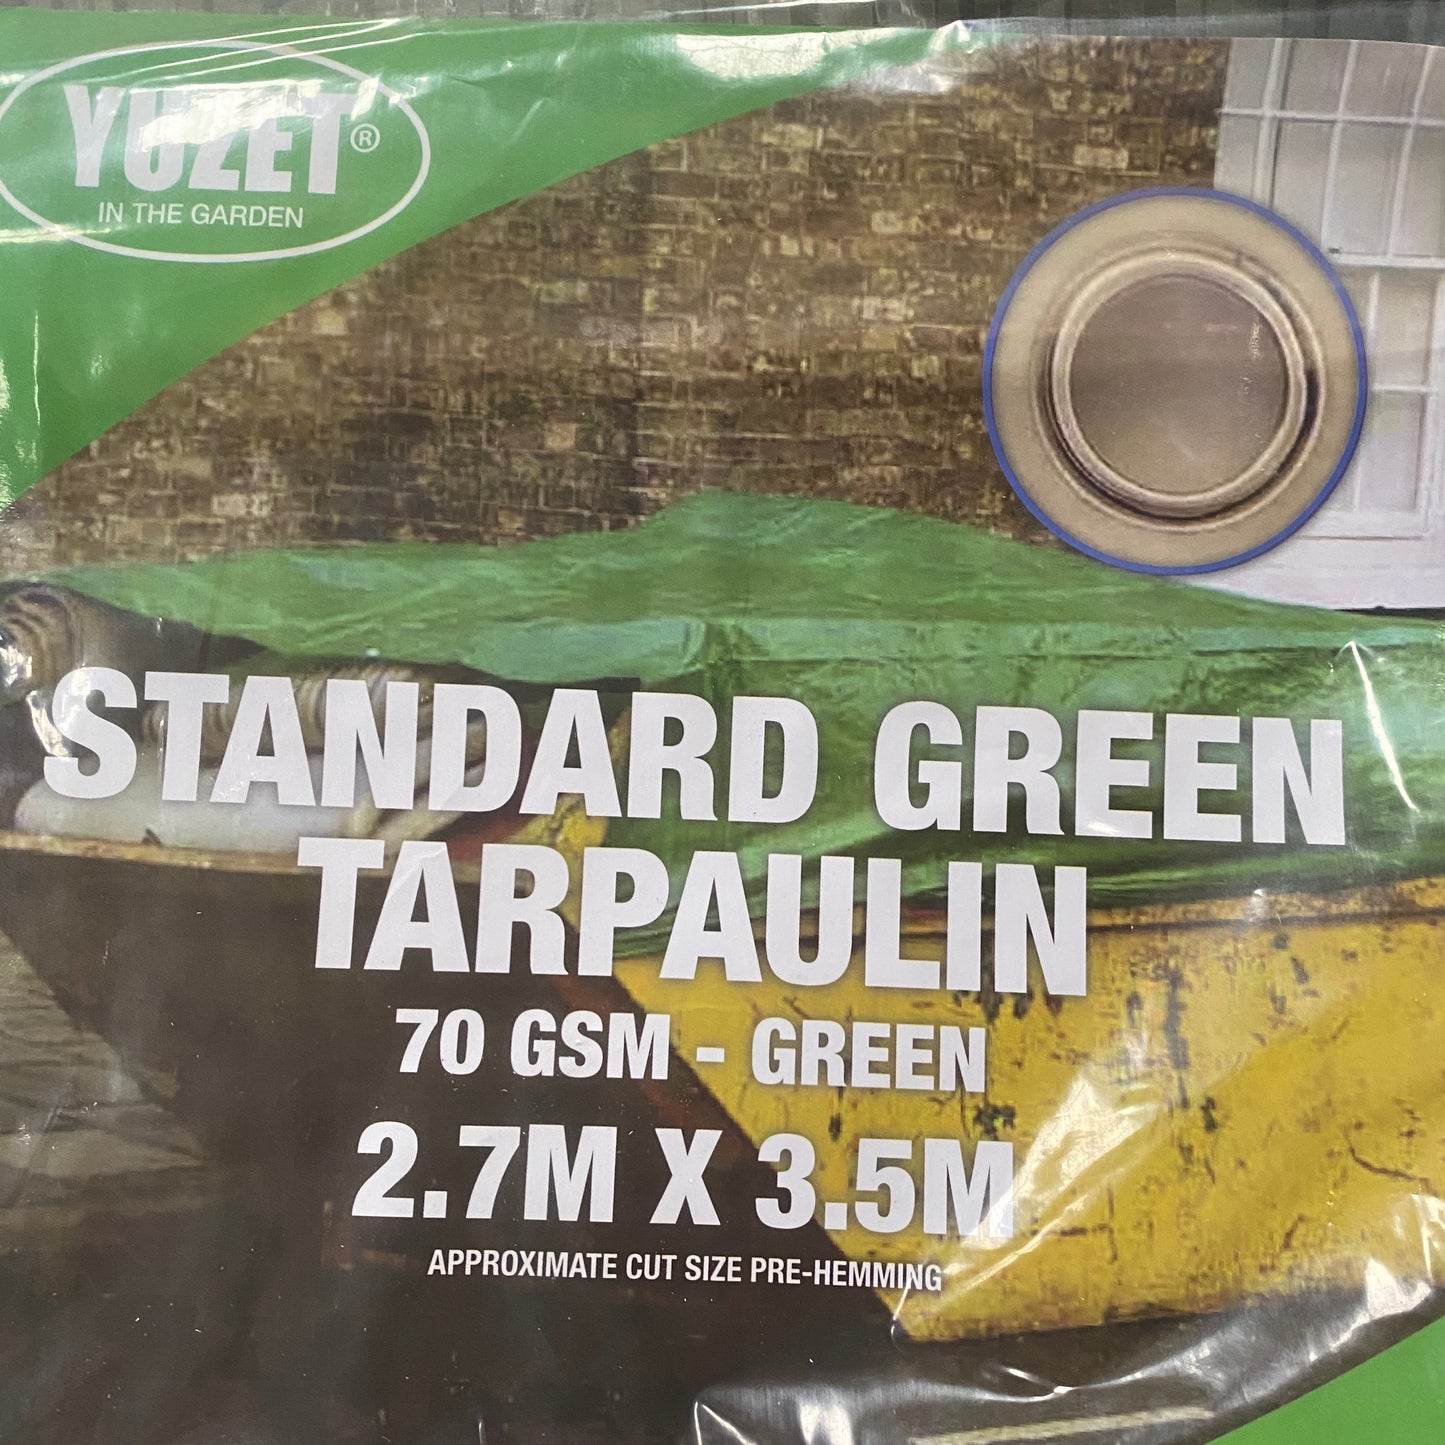 YUZET®
IN THE GARDEN
STANDARD GREEN
TARPAULIN
70 GSM - GREEN
2.7M X 3.5M
APPROXIMATE CUT SIZE PRE-HEMMING